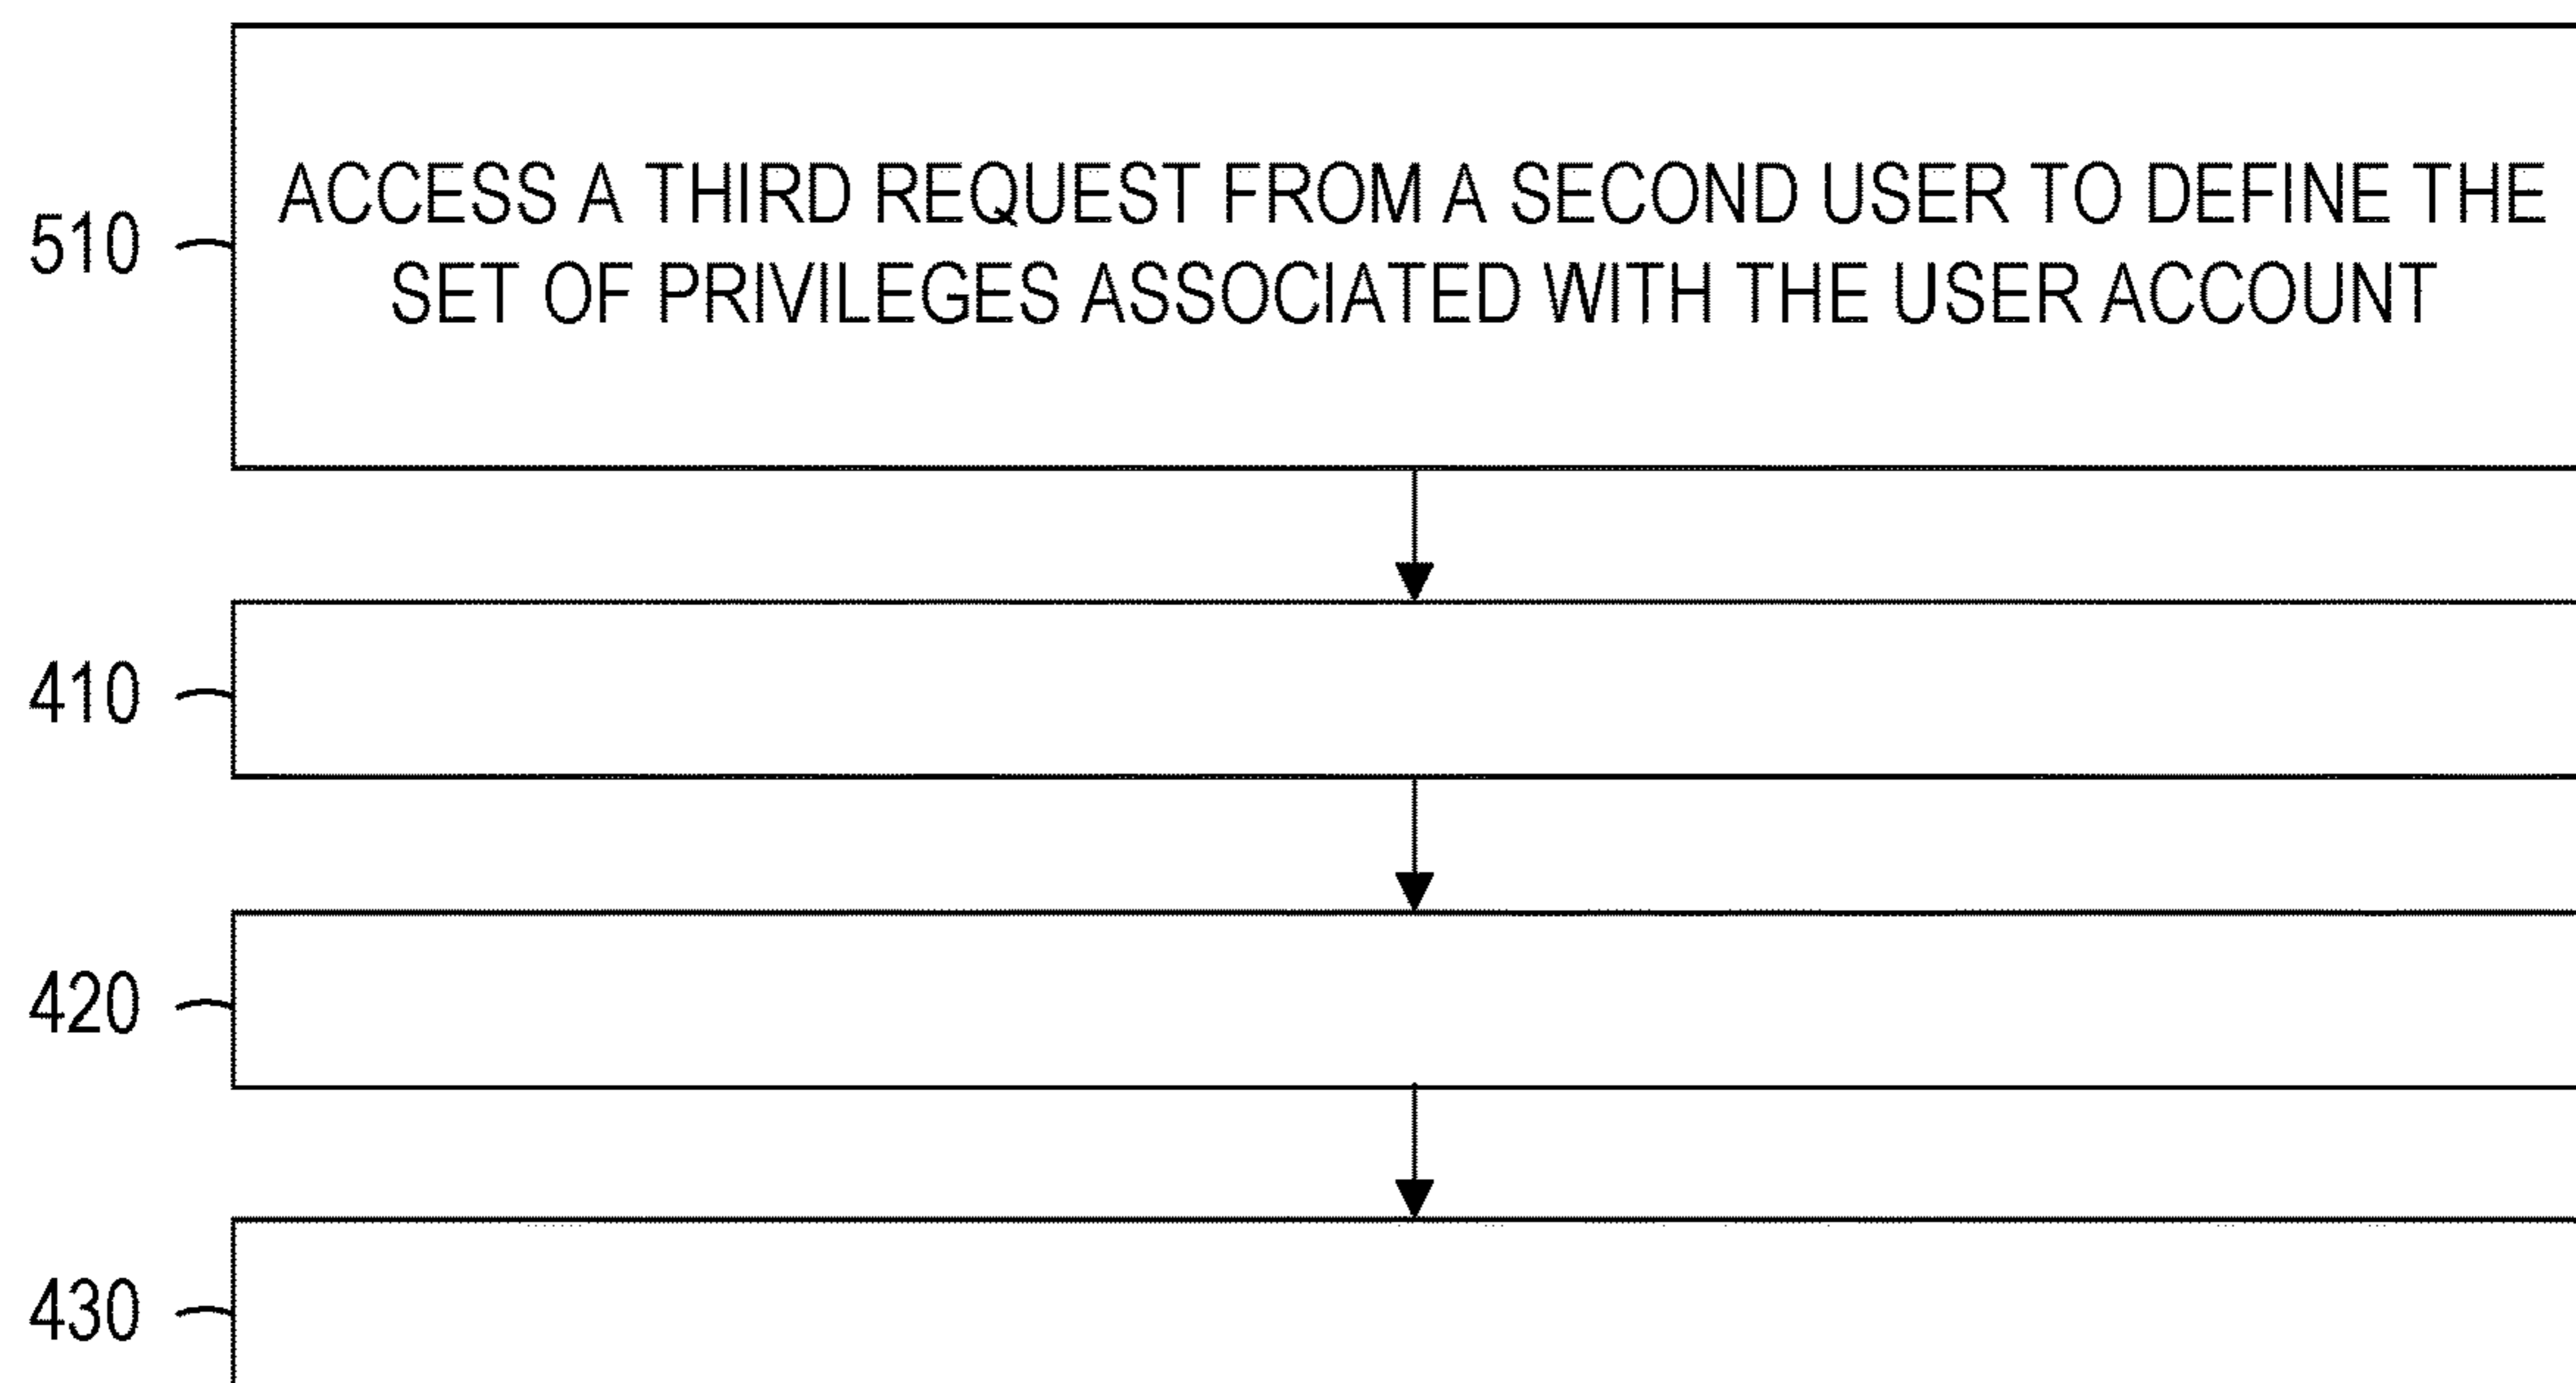 510
ACCESS A THIRD REQUEST FROM A SECOND USER TO DEFINE THE
SET OF PRIVILEGES ASSOCIATED WITH THE USER ACCOUNT
410
420
430